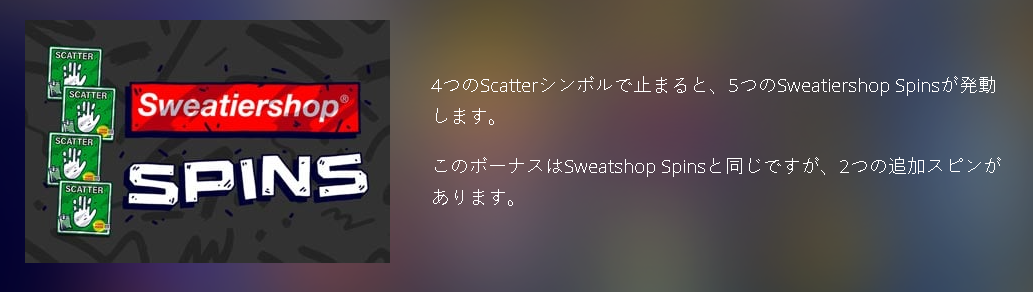 SCATTER
SCATTER
SCATTER
SCATTER
Sweatiershop®
SPINS
4つのScatterシンボルで止まると、5つのSweatiershop Spinsが発動
します。
このボーナスはSweatshop Spinsと同じですが、2つの追加スピンが
あります。